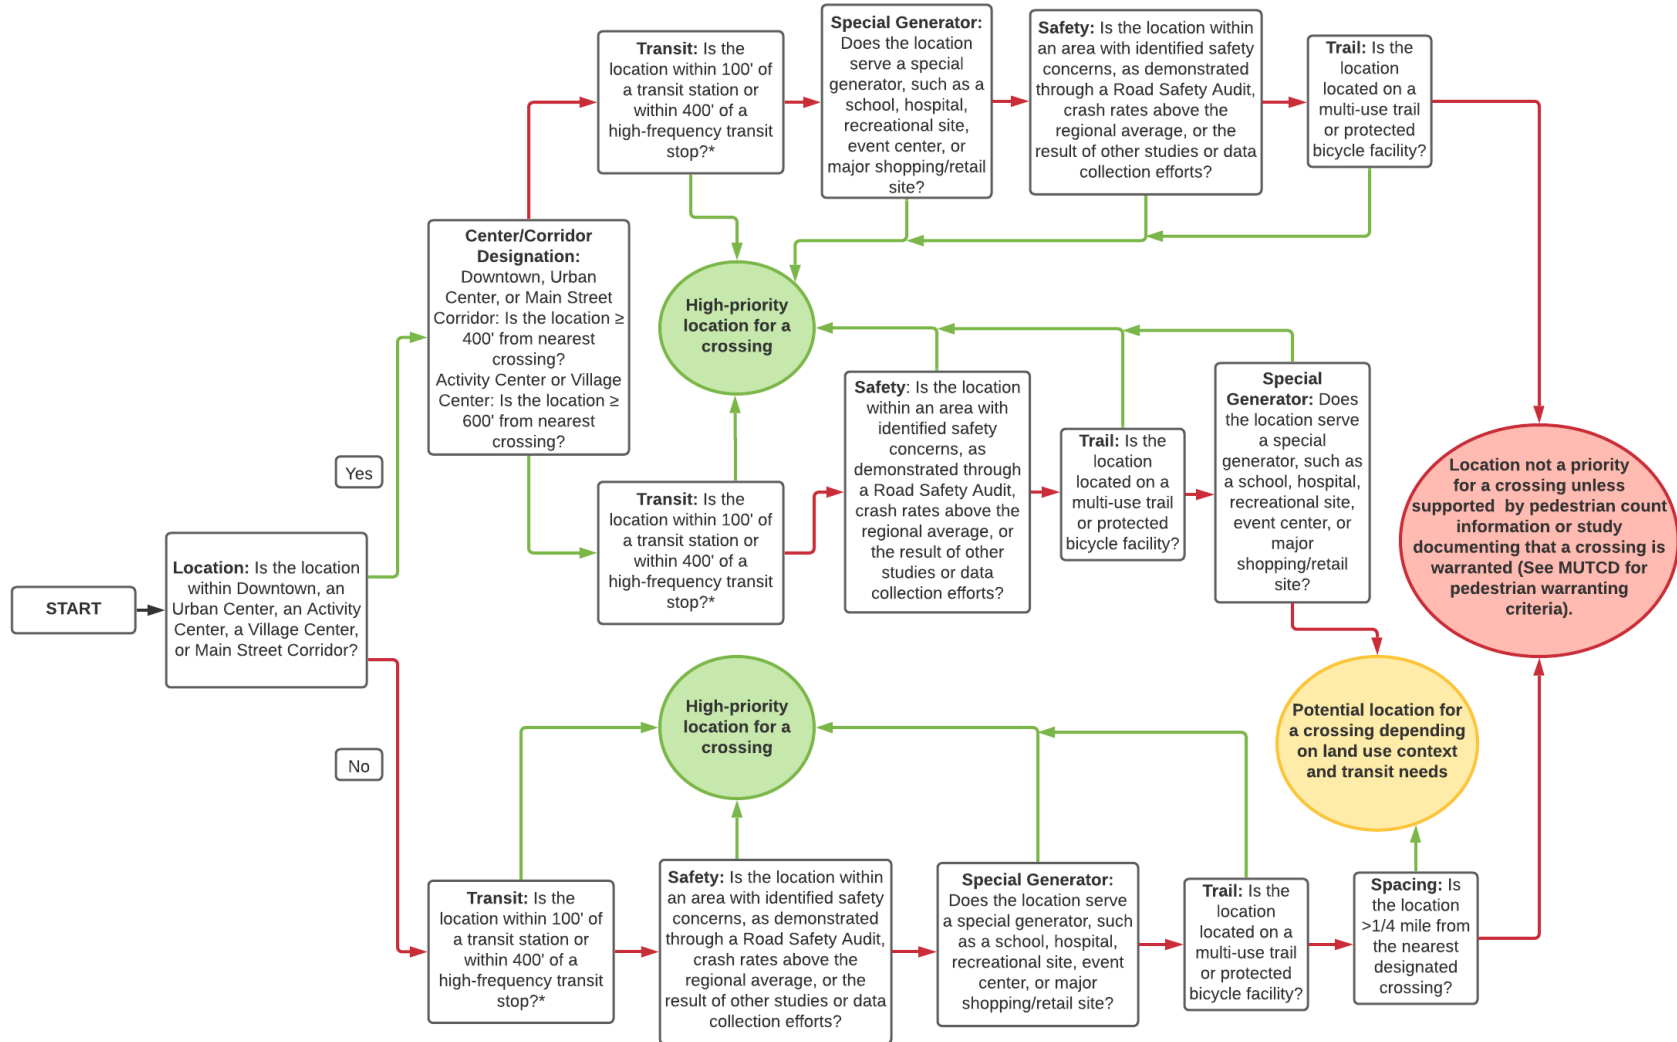 START
Location: Is the location
within Downtown, an
Urban Center, an Activity
Center, a Village Center,
or Main Street Corridor?
Yes
No
Center/Corridor
Designation:
Downtown, Urban
Center, or Main Street
Corridor: Is the location ≥
400' from nearest
crossing?
Activity Center or Village
Center: Is the location ≥
600' from nearest
crossing?
Transit: Is the
location within 100' of
a transit station or
within 400' of a
high-frequency transit
stop?*
Special Generator:
Does the location
serve a special
generator, such as a
school, hospital,
recreational site,
event center, or
major shopping/retail
site?
Safety: Is the location within
an area with identified safety
concerns, as demonstrated
through a Road Safety Audit,
crash rates above the
regional average, or the
result of other studies or data
collection efforts?
Trail: Is the
location
located on a
multi-use trail
or protected
bicycle facility?
High-priority
location for a
crossing
Transit: Is the
location within 100' of
a transit station or
within 400' of a
high-frequency transit
stop?*
Safety: Is the location
within an area with
identified safety
concerns, as
demonstrated through
a Road Safety Audit,
crash rates above the
regional average, or
the result of other
studies or data
collection efforts?
Trail: Is the
location
located on a
multi-use trail
or protected
bicycle facility?
Special
Generator: Does
the location serve
a special
generator, such as
a school, hospital,
recreational site,
event center, or
major
shopping/retail
site?
Location not a priority
for a crossing unless
supported by pedestrian count
information or study
documenting that a crossing is
warranted (See MUTCD for
pedestrian warranting
criteria).
High-priority
location for a
crossing
Potential location for
a crossing depending
on land use context
and transit needs
Transit: Is the
location within 100' of
a transit station or
within 400' of a
high-frequency transit
stop?*
Safety: Is the location within
an area with identified safety
concerns, as demonstrated
through a Road Safety Audit,
crash rates above the
regional average, or the
result of other studies or data
collection efforts?
Special Generator:
Does the location serve
a special generator, such
as a school, hospital,
recreational site, event
center, or major
shopping/retail site?
Trail: Is the
location
located on a
multi-use trail
or protected
bicycle facility?
Spacing: Is
the location
>1/4 mile from
the nearest
designated
crossing?